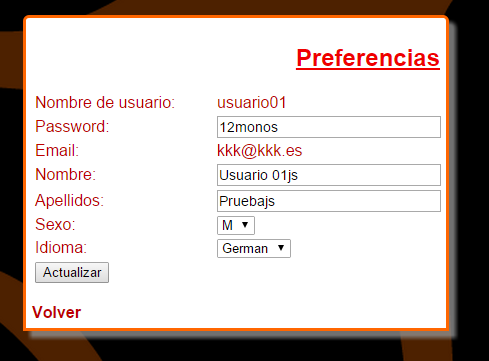 Preferencias
Nombre de usuario: usuario01
Password: 12monos
Email: kkk@kkk.es
Nombre: Usuario 01js
Apellidos: Pruebajs
Sexo: M
Idioma: German
Actualizar
Volver